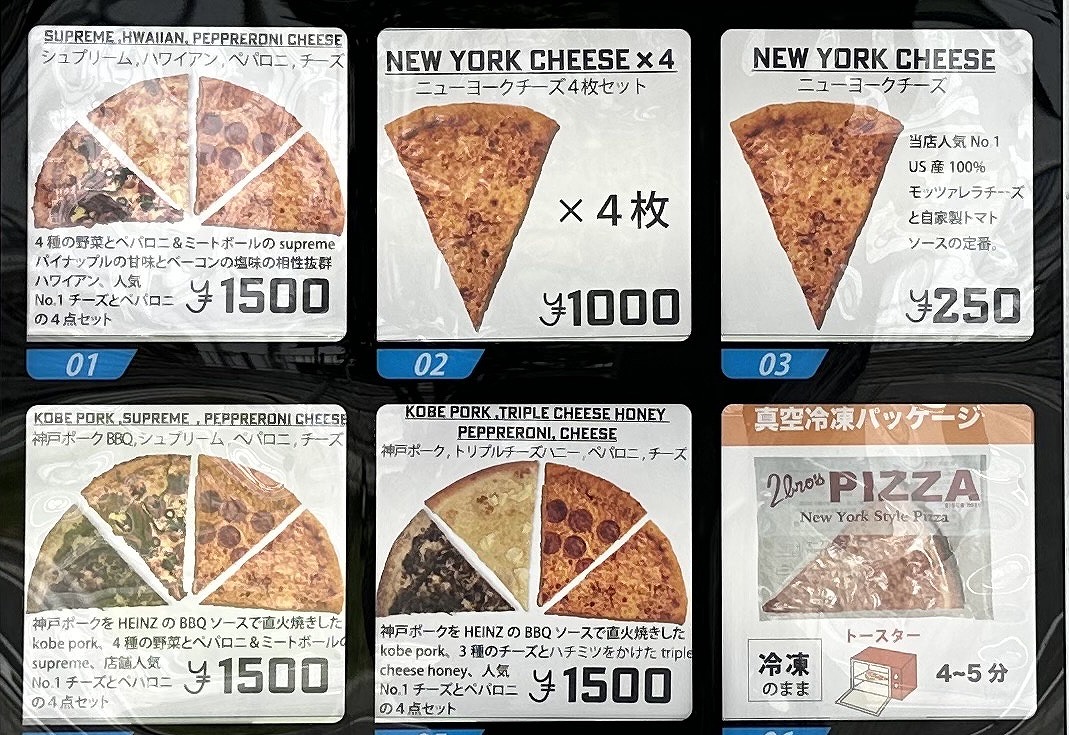 SUPREME ,HWAIIAN, PEPPRERONI CHEESE
シュプリーム,ハワイアン,ペパロニ,チーズ
4種の野菜とペパロニ&ミートボールの supreme
パイナップルの甘味とベーコンの塩味の相性抜群
ハワイアン、人気
No.1 チーズとペパロニ
の4点セット
¥1500
01
NEW YORK CHEESE×4
ニューヨークチーズ4枚セット
×4枚
¥1000
02
NEW YORK CHEESE
ニューヨークチーズ
当店人気 No.1
US 産 100%
モッツァレラチーズ
と自家製トマト
ソースの定番。
¥250
03
KOBE PORK ,SUPREME , PEPPRERONI CHEESE
神戸ポークBBQ,シュプリーム,ペパロニ,チーズ
神戸ポークを HEINZ の BBQ ソースで直火焼きした
kobe pork、4種の野菜とペパロニ&ミートボールの
supreme、店舗人気
No.1 チーズとペパロニ
の4点セット
¥1500
KOBE PORK ,TRIPLE CHEESE HONEY
PEPPRERONI, CHEESE
神戸ポーク,トリプルチーズハニー,ペパロニ,チーズ
神戸ポークを HEINZ の BBQ ソースで直火焼きした
kobe pork、3種のチーズとハチミツをかけた triple
cheese honey、人気
No.1 チーズとペパロニ
の4点セット
¥1500
真空冷凍パッケージ
2bro's PIZZA
New York Style Pizza
トースター
冷凍
のまま
4~5分